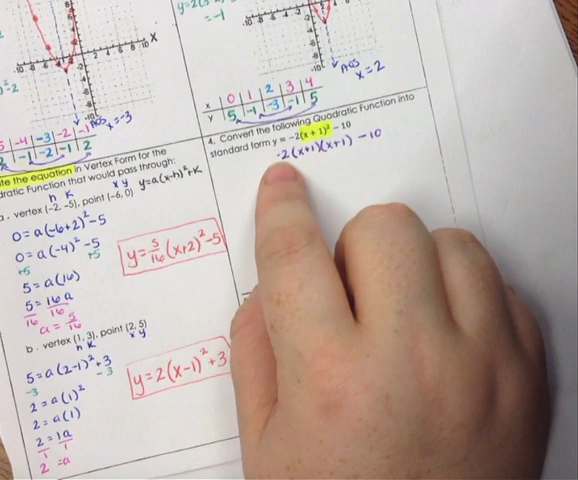 y=2(
=-1
-2
X
AOS
x=-3
AOS
x=2
-4 -3 -2 -1
-1 -2 -1 2
x 0 1 2 3 4
y 5 -1 -3 -1 5
4. Convert the following Quadratic Function into
standard form y = -2(x + 1)² - 10
-2(x+1)(x+1) -10
the equation in Vertex Form for the
Function that would pass through:
h k x y y=a(x-h)²+k
vertex (-2, -5), point (-6, 0)
0=a(-6+2)²-5
0=a(-4)²-5
+5 +5
5=a(16)
5=16a
16 16
a=5/16
y=5/16(x+2)²-5
b. vertex (1, 3), point (2, 5)
h k x y
5=a(2-1)²+3
-3 -3
2=a(1)²
2=a(1)
2=1a
1 1
2=a
y=2(x-1)²+3